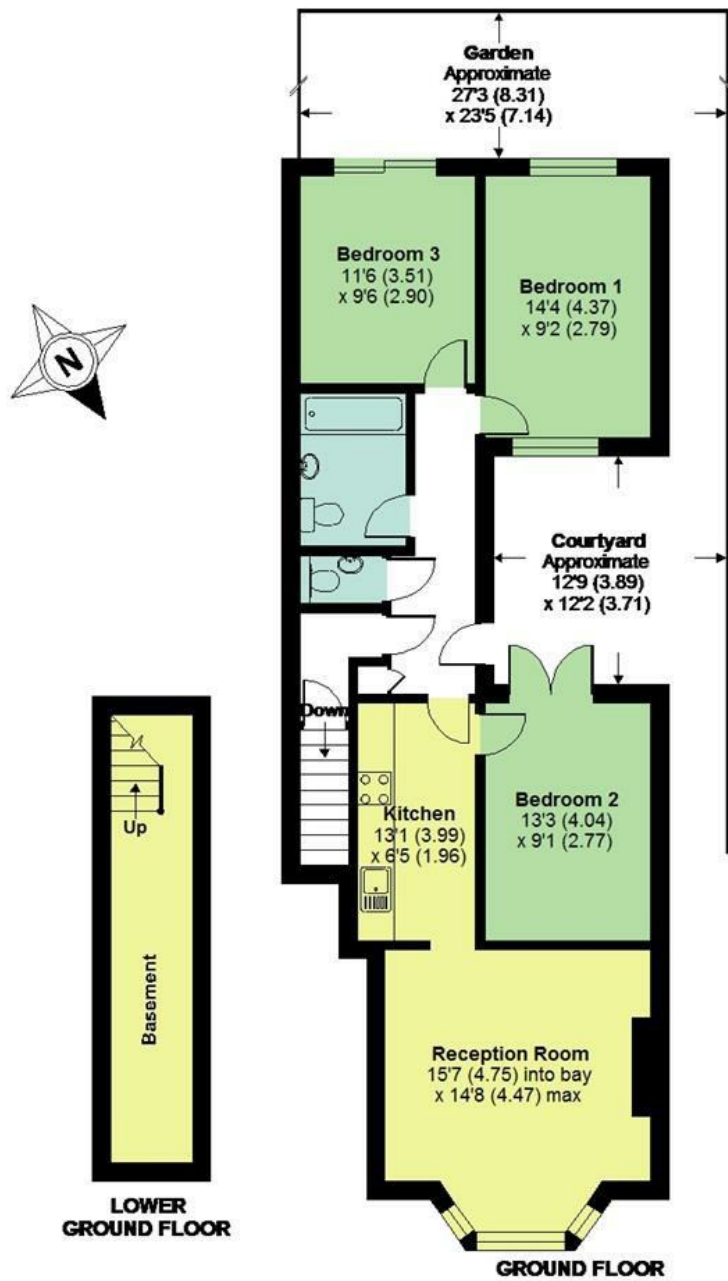 Garden
Approximate
27'3 (8.31)
x 23'5 (7.14)
Bedroom 3
11'6 (3.51)
x 9'6 (2.90)
Bedroom 1
14'4 (4.37)
x 9'2 (2.79)
N
Courtyard
Approximate
12'9 (3.89)
x 12'2 (3.71)
Down
Kitchen
13'1 (3.99)
x 6'5 (1.96)
Bedroom 2
13'3 (4.04)
x 9'1 (2.77)
Up
Basement
Reception Room
15'7 (4.75) into bay
x 14'8 (4.47) max
LOWER
GROUND FLOOR
GROUND FLOOR